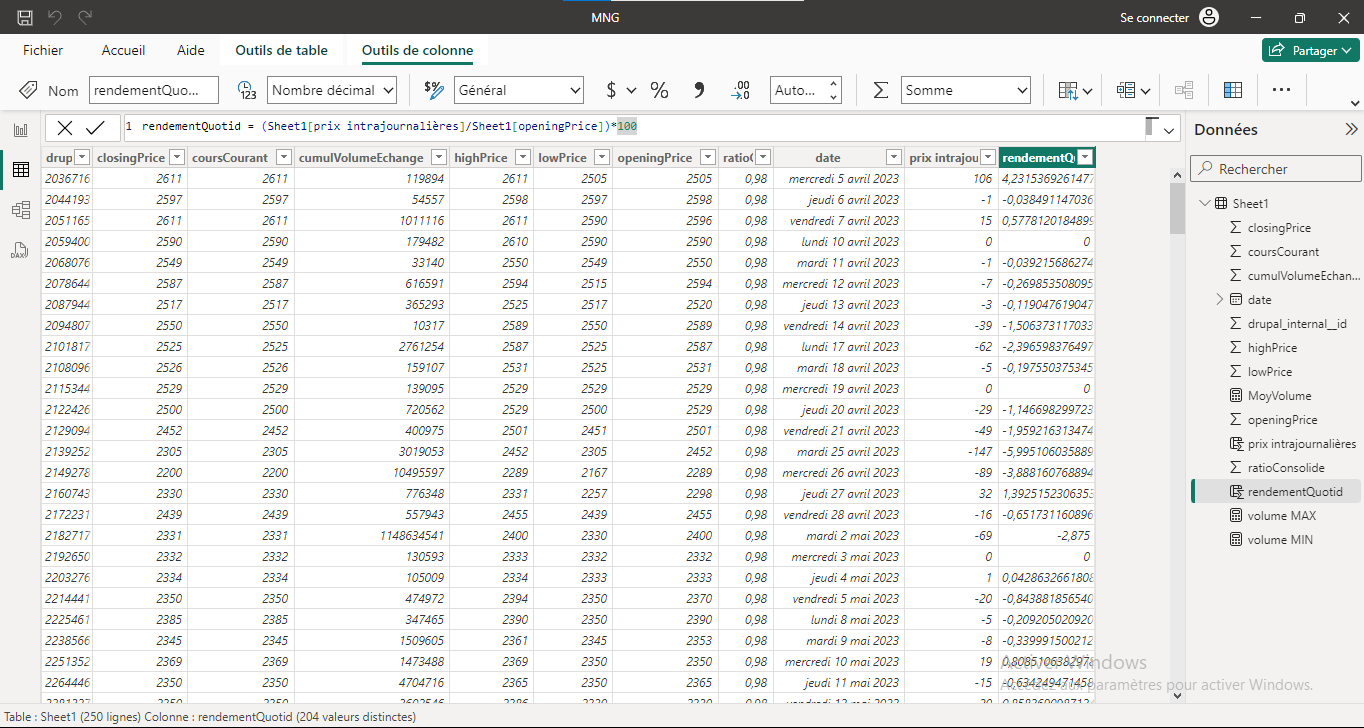 MNG
Se connecter
Fichier Accueil Aide Outils de table Outils de colonne
Partager
Nom rendementQuo... Nombre décimal Général $ % Auto... Somme
1 rendementQuotid = (Sheet1[prix intrajournalières]/Sheet1[openingPrice])*100
Données
Rechercher
drup closingPrice coursCourant cumulVolumeEchange highPrice lowPrice openingPrice ratio( date prix intrajou rendementQ
2036716 2611 2611 119894 2611 2505 2505 0,98 mercredi 5 avril 2023 106 4,2315369261477
2044193 2597 2597 54557 2598 2597 2598 0,98 jeudi 6 avril 2023 -1 -0,038491147036
2051165 2611 2611 1011116 2611 2590 2596 0,98 vendredi 7 avril 2023 15 0,5778120184899
2059400 2590 2590 179482 2610 2590 2590 0,98 lundi 10 avril 2023 0 0
2068076 2549 2549 33140 2550 2549 2550 0,98 mardi 11 avril 2023 -1 -0,039215686274
2078644 2587 2587 616591 2594 2515 2594 0,98 mercredi 12 avril 2023 -7 -0,269853508095
2087944 2517 2517 365293 2525 2517 2520 0,98 jeudi 13 avril 2023 -3 -0,119047619047
2094807 2550 2550 10317 2589 2550 2589 0,98 vendredi 14 avril 2023 -39 -1,506373117033
2101817 2525 2525 2761254 2587 2525 2587 0,98 lundi 17 avril 2023 -62 -2,396598376497
2108096 2526 2526 159107 2531 2525 2531 0,98 mardi 18 avril 2023 -5 -0,197550375345
2115344 2529 2529 139095 2529 2529 2529 0,98 mercredi 19 avril 2023 0 0
2122426 2500 2500 720562 2529 2500 2529 0,98 jeudi 20 avril 2023 -29 -1,146698299723
2129094 2452 2452 400975 2501 2451 2501 0,98 vendredi 21 avril 2023 -49 -1,959216313474
2139252 2305 2305 3019053 2452 2305 2452 0,98 mardi 25 avril 2023 -147 -5,995106035889
2149278 2200 2200 10495597 2289 2167 2289 0,98 mercredi 26 avril 2023 -89 -3,888160768894
2160743 2330 2330 776348 2331 2257 2298 0,98 jeudi 27 avril 2023 32 1,3925152306353
2172231 2439 2439 557943 2455 2439 2455 0,98 vendredi 28 avril 2023 -16 -0,651731160896
2182717 2331 2331 1148634541 2400 2330 2400 0,98 mardi 2 mai 2023 -69 -2,875
2192650 2332 2332 130593 2333 2332 2332 0,98 mercredi 3 mai 2023 0 0
2203276 2334 2334 105009 2334 2333 2333 0,98 jeudi 4 mai 2023 1 0,0428632661808
2214441 2350 2350 474972 2394 2350 2370 0,98 vendredi 5 mai 2023 -20 -0,843881856540
2225461 2385 2385 347465 2390 2350 2390 0,98 lundi 8 mai 2023 -5 -0,209205020920
2238566 2345 2345 1509605 2361 2345 2353 0,98 mardi 9 mai 2023 -8 -0,339991500212
2251352 2369 2369 1473488 2369 2350 2350 0,98 mercredi 10 mai 2023 19 0,8085106382978
2264446 2350 2350 4704716 2365 2350 2365 0,98 jeudi 11 mai 2023 -15 -0,634249471458
Sheet1
closingPrice
coursCourant
cumulVolumeEchan...
date
drupal_internal__id
highPrice
lowPrice
MoyVolume
openingPrice
prix intrajournalières
ratioConsolide
rendementQuotid
volume MAX
volume MIN
Activer Windows
Accédez aux paramètres pour activer Windows.
Table : Sheet1 (250 lignes) Colonne : rendementQuotid (204 valeurs distinctes)